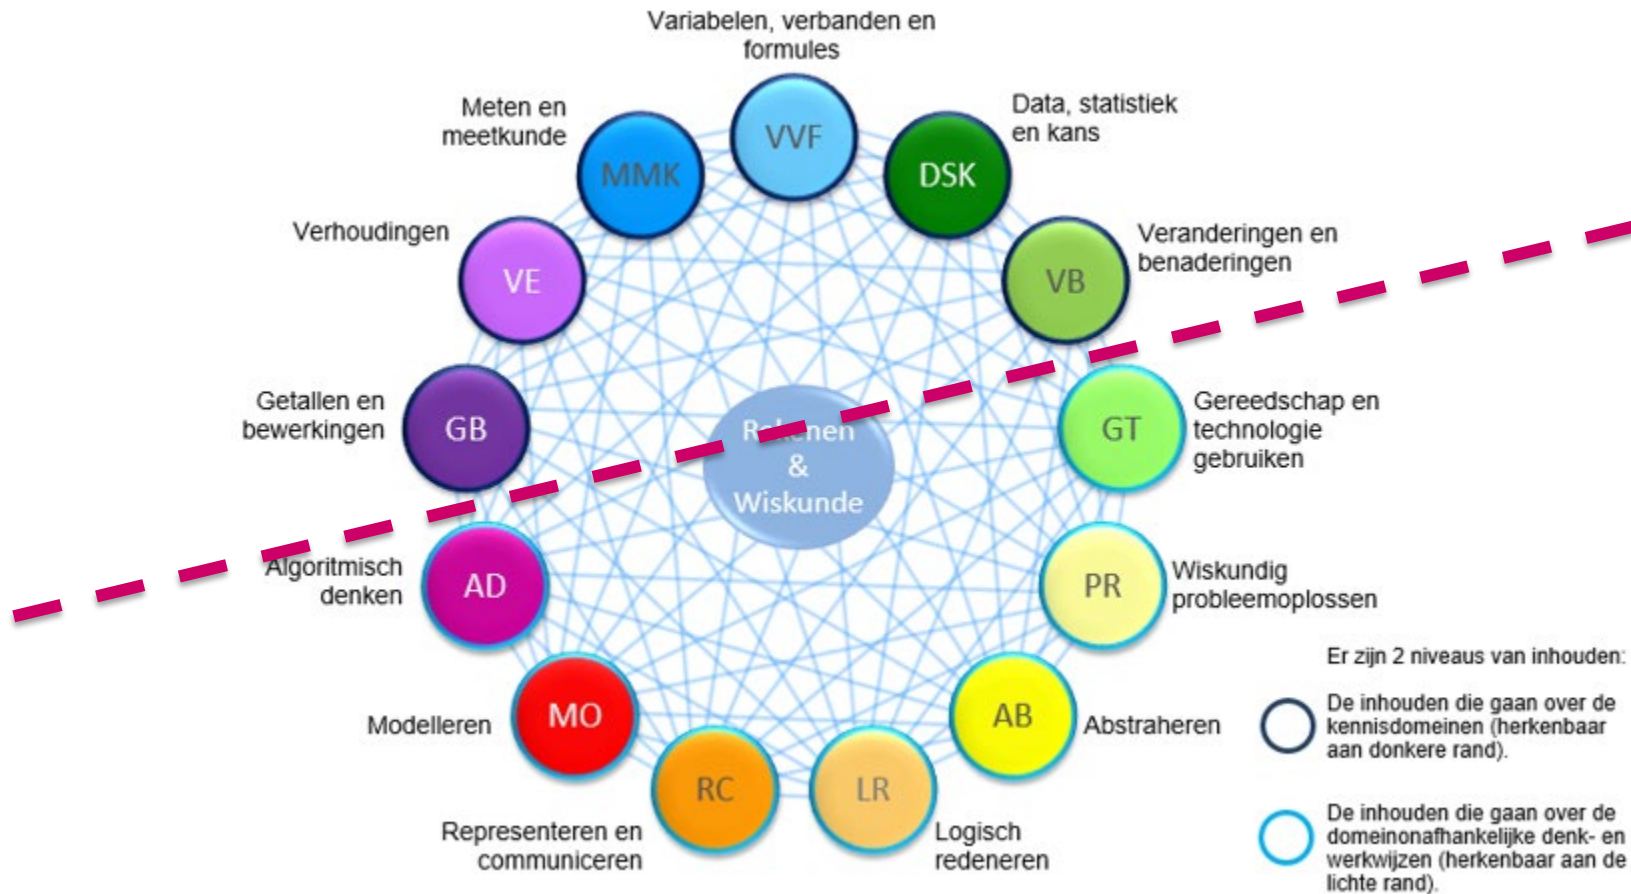 Variabelen, verbanden en
formules
Meten en
meetkunde
Data, statistiek
en kans
VVF
MMK
DSK
Verhoudingen
Veranderingen en
benaderingen
VE
VB
Getallen en
bewerkingen
GB
Rekenen
&
Wiskunde
GT
Gereedschap en
technologie
gebruiken
Algoritmisch
denken
AD
PR
Wiskundig
probleemoplossen
Modelleren
MO
AB
Abstraheren
RC
LR
Representeren en
communiceren
Logisch
redeneren
Er zijn 2 niveaus van inhouden:
De inhouden die gaan over de
kennisdomeinen (herkenbaar
aan donkere rand).
De inhouden die gaan over de
domeinonafhankelijke denk- en
werkwijzen (herkenbaar aan de
lichte rand).